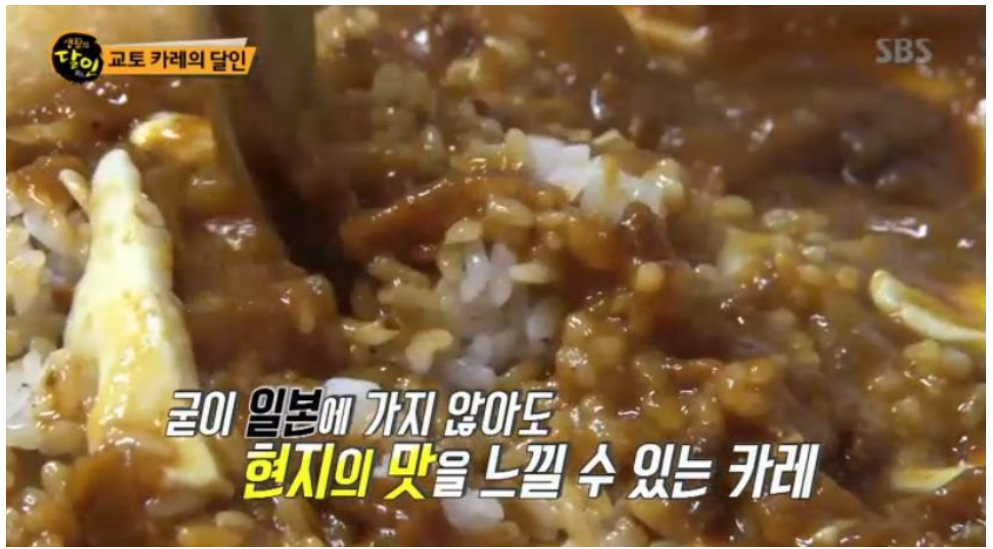 생활의
달인
교토 카레의 달인
SBS
굳이 일본에 가지 않아도
현지의 맛을 느낄 수 있는 카레